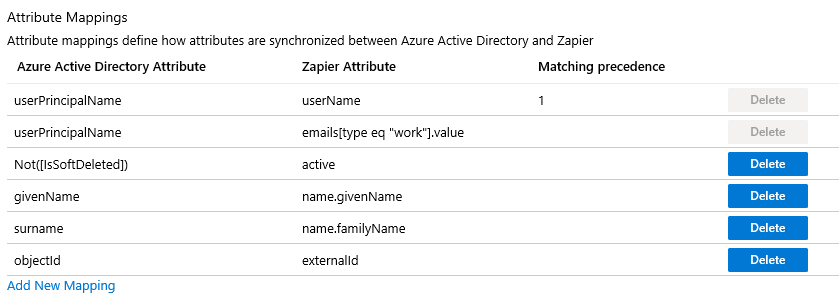 Attribute Mappings
Attribute mappings define how attributes are synchronized between Azure Active Directory and Zapier
Azure Active Directory Attribute Zapier Attribute Matching precedence
userPrincipalName userName 1 Delete
userPrincipalName emails[type eq "work"].value Delete
Not([IsSoftDeleted]) active Delete
givenName name.givenName Delete
surname name.familyName Delete
objectId externalId Delete
Add New Mapping